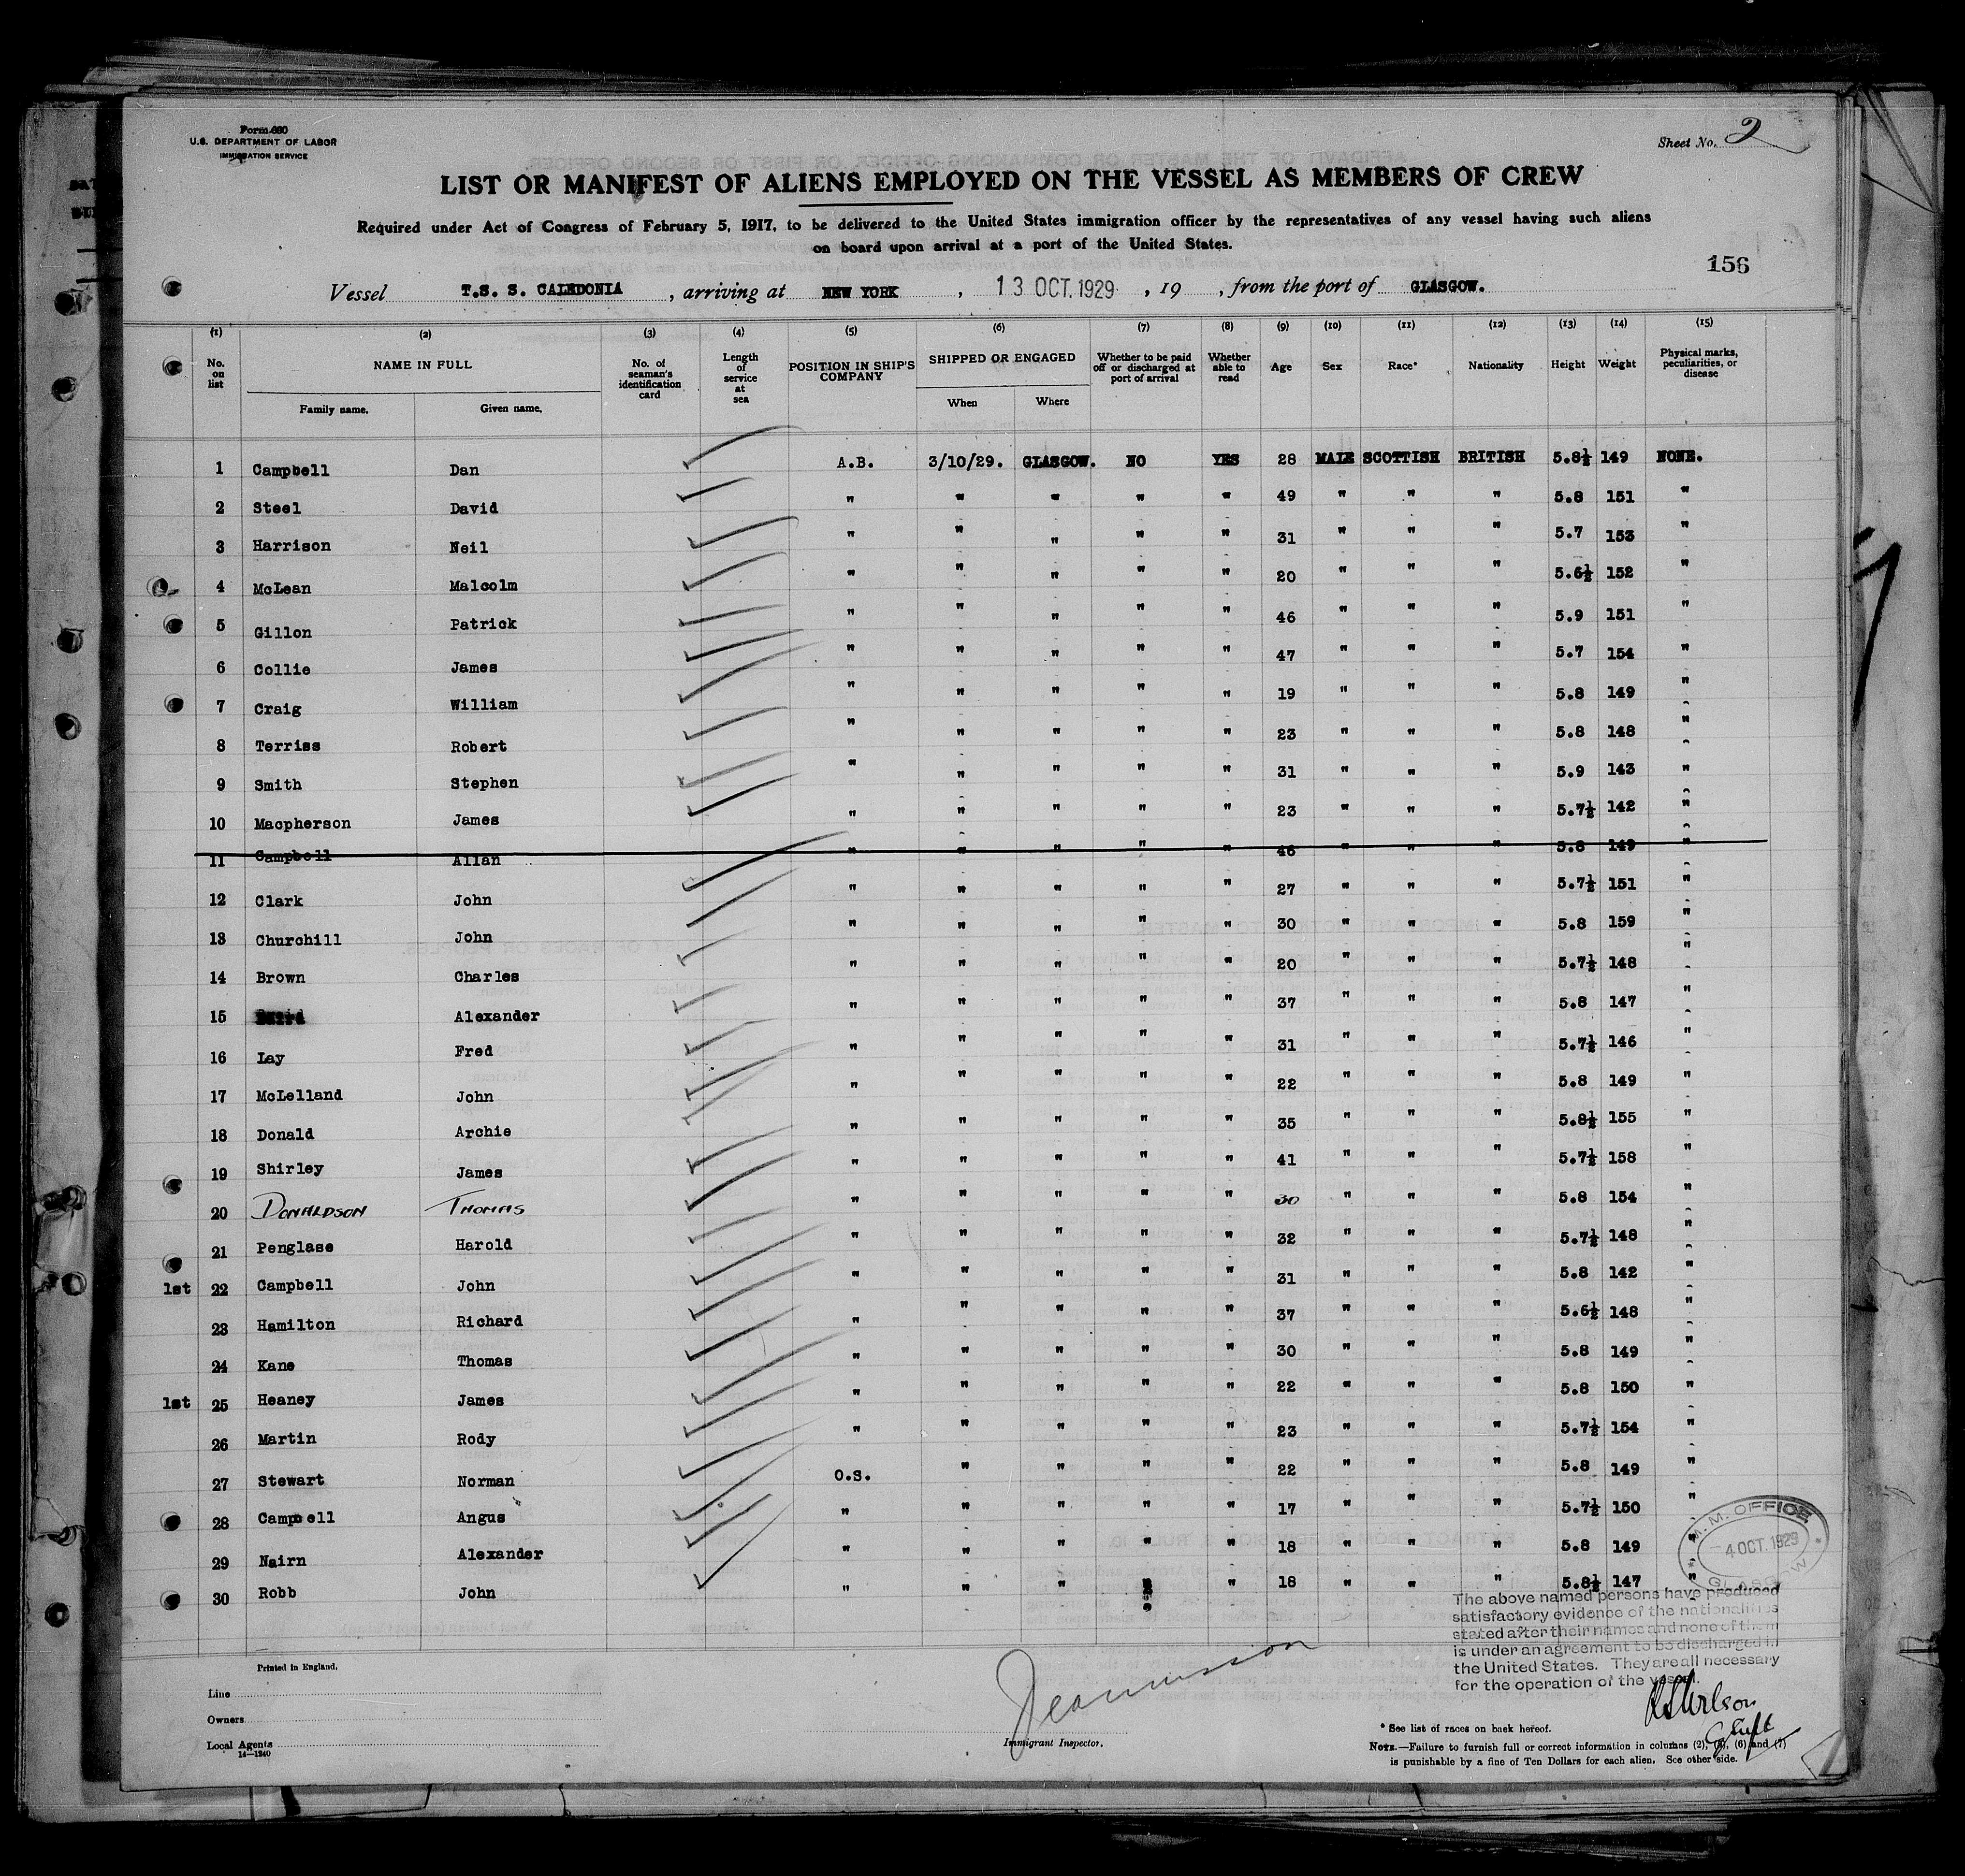 Form 680
U.S. DEPARTMENT OF LABOR
IMMIGRATION SERVICE
Sheet No. 2
LIST OR MANIFEST OF ALIENS EMPLOYED ON THE VESSEL AS MEMBERS OF CREW
Required under Act of Congress of February 5, 1917, to be delivered to the United States immigration officer by the representatives of any vessel having such aliens
on board upon arrival at a port of the United States.
156
Vessel T.S.S. CALEDONIA, arriving at NEW YORK, 13 OCT. 1929, 19 , from the port of GLASGOW.
(1) (2) (3) (4) (5) (6) (7) (8) (9) (10) (11) (12) (13) (14) (15)
No. on list NAME IN FULL Family name. Given name. No. of seaman's identification card Length of service at sea POSITION IN SHIP'S COMPANY SHIPPED OR ENGAGED When Where Whether to be paid off or discharged at port of arrival Whether able to read Age Sex Race* Nationality Height Weight Physical marks, peculiarities, or disease
1 Campbell Dan A.B. 3/10/29. GLASGOW. NO YES 28 MALE SCOTTISH BRITISH 5.8½ 149 NONE.
2 Steel David " " " " " 49 " " " 5.8 151 "
3 Harrison Neil " " " " " 31 " " " 5.7 153 "
4 McLean Malcolm " " " " " 20 " " " 5.6½ 152 "
5 Gillon Patrick " " " " " 46 " " " 5.9 151 "
6 Collie James " " " " " 47 " " " 5.7 154 "
7 Craig William " " " " " 19 " " " 5.8 149 "
8 Terriss Robert " " " " " 23 " " " 5.8 148 "
9 Smith Stephen " " " " " 31 " " " 5.9 143 "
10 Macpherson James " " " " " 23 " " " 5.7½ 142 "
11 Campbell Allan " " " " " 46 " " " 5.8 149 "
12 Clark John " " " " " 27 " " " 5.7½ 151 "
13 Churchill John " " " " " 30 " " " 5.8 159 "
14 Brown Charles " " " " " 20 " " " 5.7½ 148 "
15 Alexander " " " " " 37 " " " 5.8 147 "
16 Lay Fred " " " " " 31 " " " 5.7½ 146 "
17 McLelland John " " " " " 22 " " " 5.8 149 "
18 Donald Archie " " " " " 35 " " " 5.8½ 155 "
19 Shirley James " " " " " 41 " " " 5.7½ 158 "
20 DONALDSON THOMAS " " " " " 30 " " " 5.8 154 "
21 Penglase Harold " " " " " 32 " " " 5.7½ 148 "
1st 22 Campbell John " " " " " 31 " " " 5.8 142 "
23 Hamilton Richard " " " " " 37 " " " 5.6½ 148 "
24 Kane Thomas " " " " " 30 " " " 5.8 149 "
1st 25 Heaney James " " " " " 22 " " " 5.8 150 "
26 Martin Rody " " " " " 23 " " " 5.7½ 154 "
27 Stewart Norman O.S. " " " " 22 " " " 5.8 149 "
28 Campbell Angus " " " " " 17 " " " 5.7½ 150 "
29 Nairn Alexander " " " " " 18 " " " 5.8 149 "
30 Robb John " " " " 18 " " " 5.8½ 147 "
M.M. OFFICE
4 OCT. 1929
GLASGOW
The above named persons have produced
satisfactory evidence of the nationalities
stated after their names and none of them
is under an agreement to be discharged in
the United States. They are all necessary
for the operation of the vessel.
Printed in England.
Line
Owners
Local Agents
14—1240
Immigrant Inspector.
* See list of races on back hereof.
NOTE.—Failure to furnish full or correct information in columns (2), (5), (6) and (7)
is punishable by a fine of Ten Dollars for each alien. See other side.